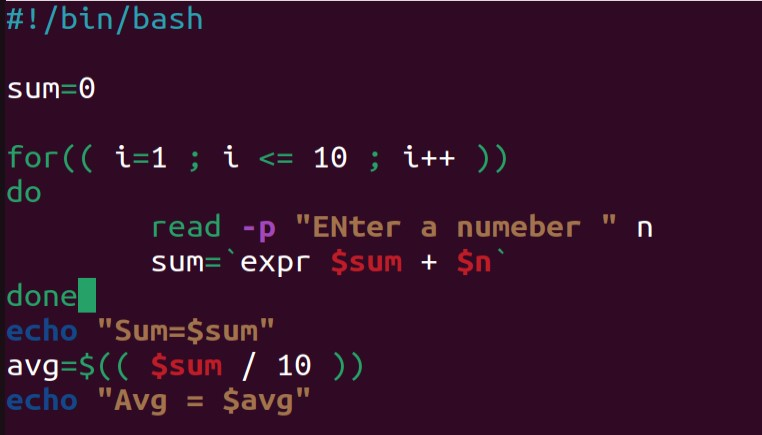 #!/bin/bash
sum=0
for(( i=1 ; i <= 10 ; i++ ))
do
read -p "ENter a numeber " n
sum=`expr $sum + $n`
done
echo "Sum=$sum"
avg=$(( $sum / 10 ))
echo "Avg = $avg"